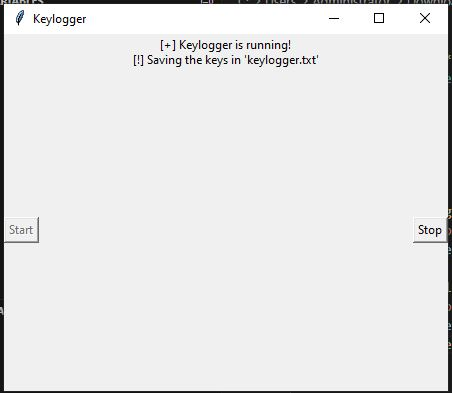 Keylogger
[+] Keylogger is running!
[!] Saving the keys in 'keylogger.txt'
Start
Stop